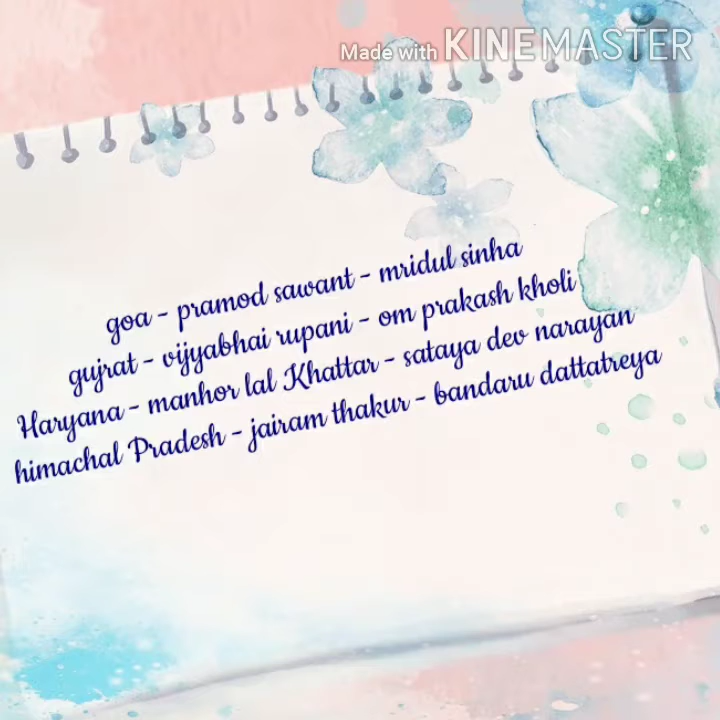 Made with KINEMASTER
goa - pramod sawant - mridul sinha
gujrat - vijyabhai rupani - om prakash kholi
Haryana - manhor lal Khattar - sataya dev narayan
himachal Pradesh - jairam thakur - bandaru dattatreya